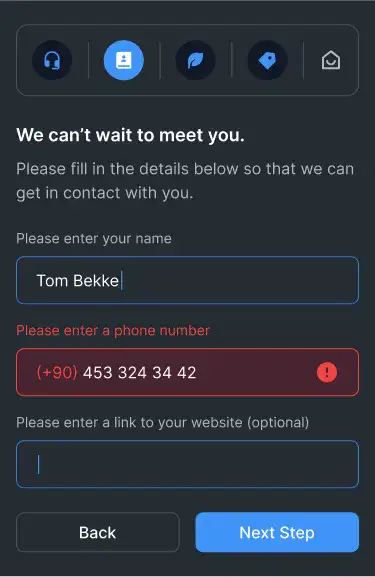 We can’t wait to meet you.
Please fill in the details below so that we can
get in contact with you.
Please enter your name
Tom Bekke
Please enter a phone number
(+90) 453 324 34 42
Please enter a link to your website (optional)
Back
Next Step